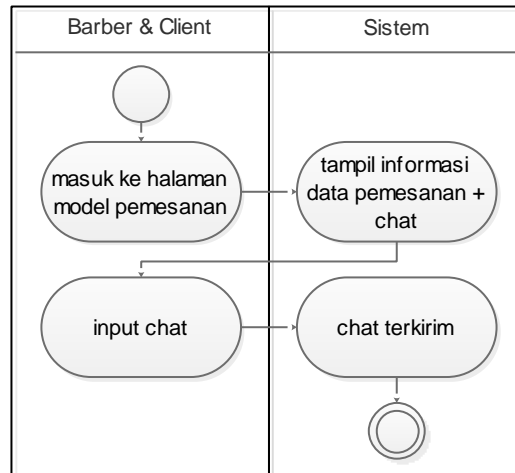 Barber & Client
Sistem
masuk ke halaman
model pemesanan
tampil informasi
data pemesanan +
chat
input chat
chat terkirim